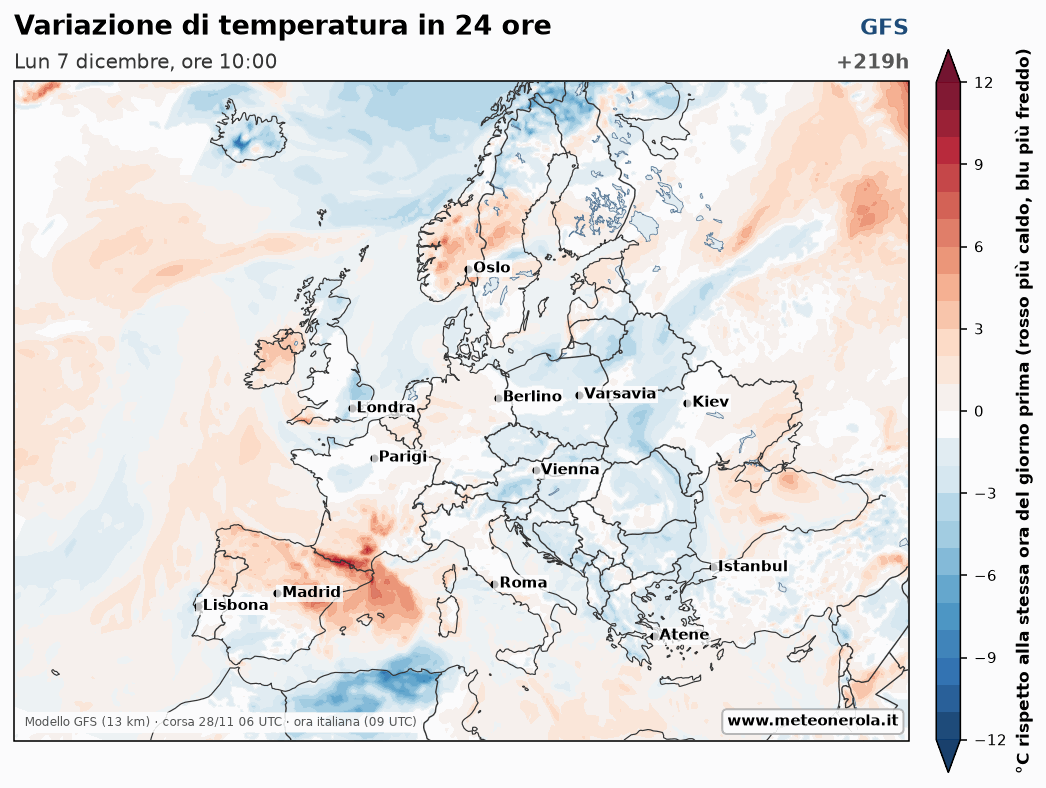 Variazione di temperatura in 24 ore
GFS
Lun 7 dicembre, ore 10:00
+219h
Oslo
Londra
Berlino
Varsavia
Kiev
Parigi
Vienna
Istanbul
Roma
Madrid
Lisbona
Atene
Modello GFS (13 km) · corsa 28/11 06 UTC · ora italiana (09 UTC)
www.meteonerola.it
12
9
6
3
0
−3
−6
−9
−12
°C rispetto alla stessa ora del giorno prima (rosso più caldo, blu più freddo)